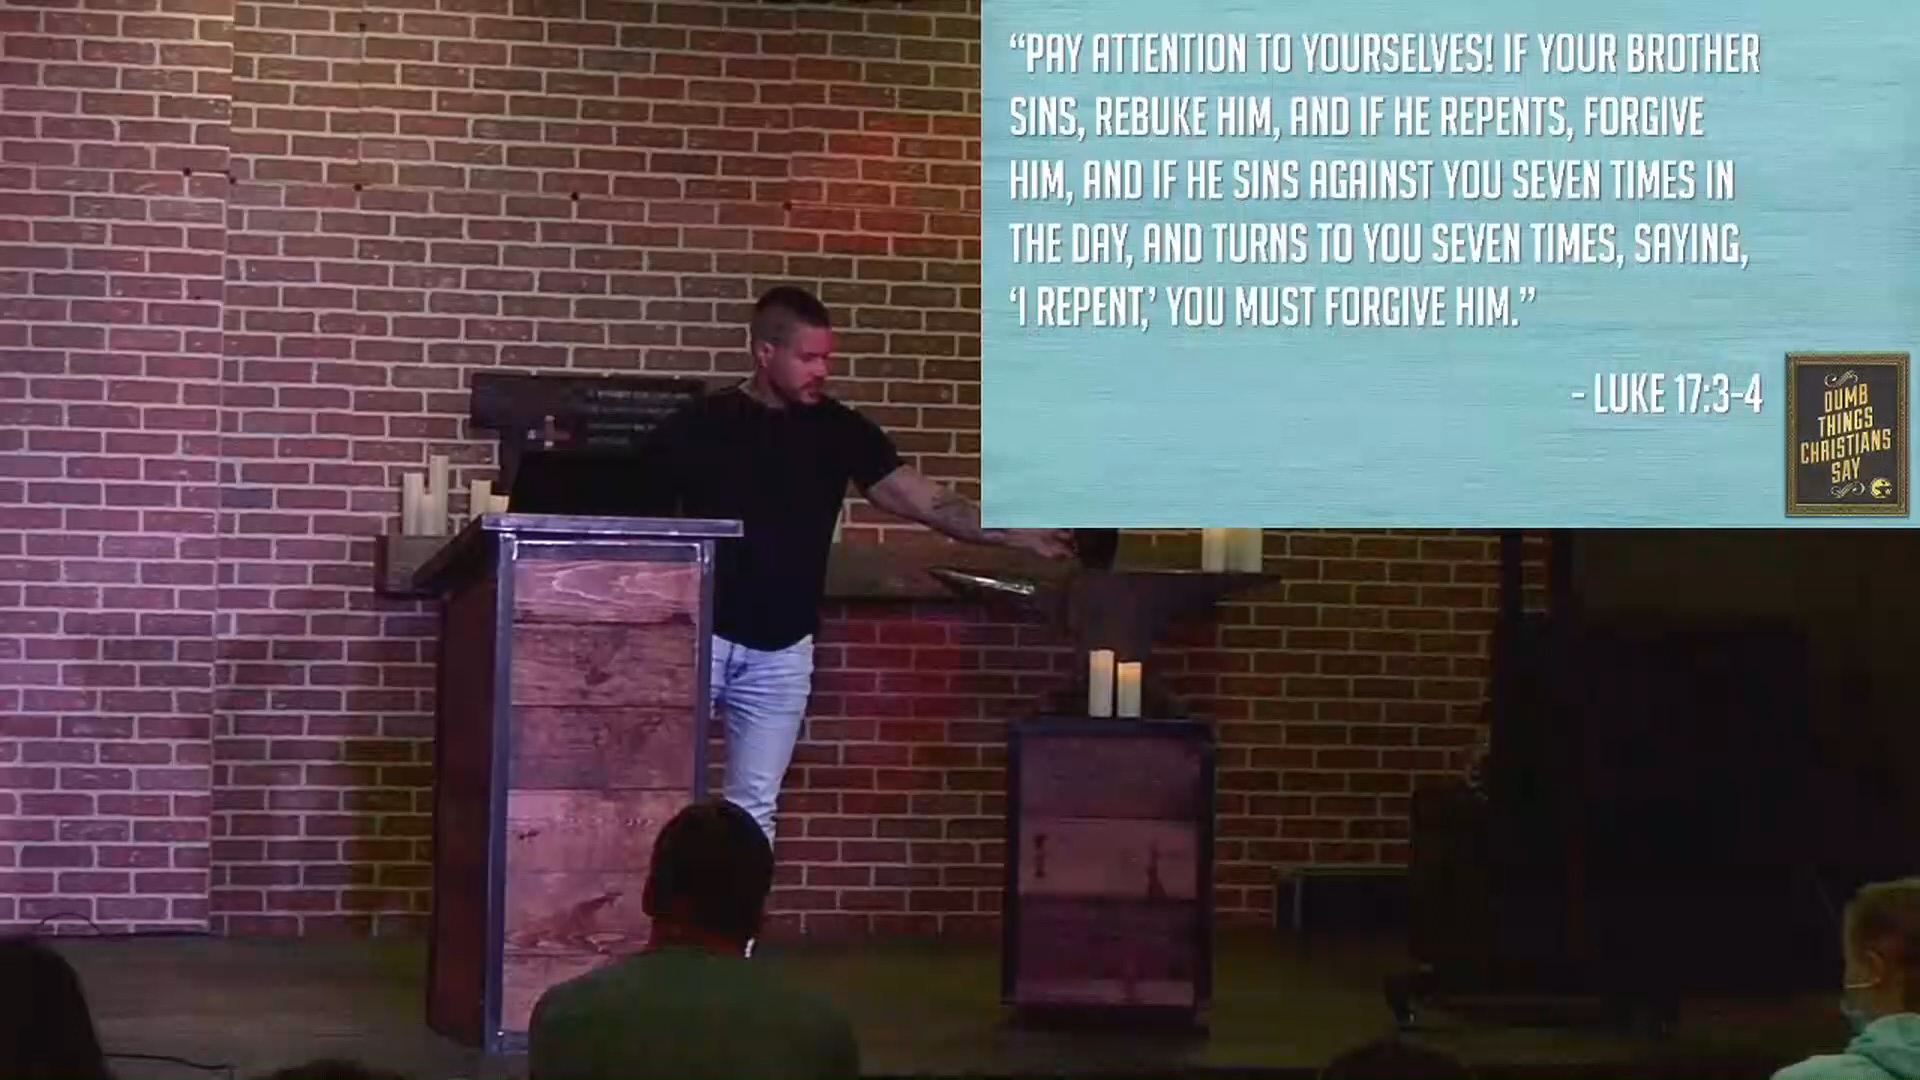 “PAY ATTENTION TO YOURSELVES! IF YOUR BROTHER
SINS, REBUKE HIM, AND IF HE REPENTS, FORGIVE
HIM, AND IF HE SINS AGAINST YOU SEVEN TIMES IN
THE DAY, AND TURNS TO YOU SEVEN TIMES, SAYING,
‘I REPENT,’ YOU MUST FORGIVE HIM.”
- LUKE 17:3-4
DUMB
THINGS
CHRISTIANS
SAY